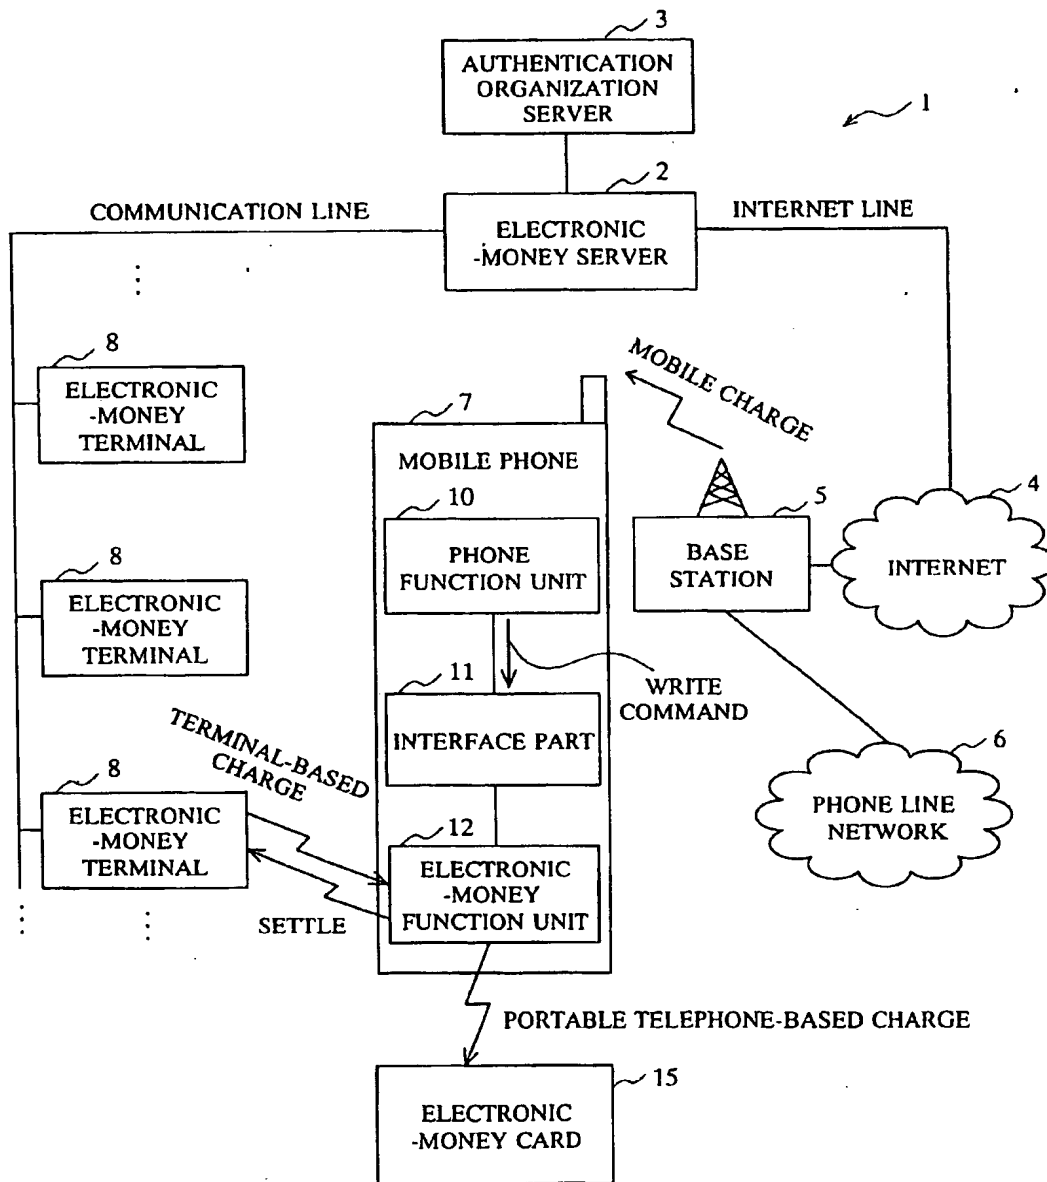 3
AUTHENTICATION
ORGANIZATION
SERVER
1
2
COMMUNICATION LINE
INTERNET LINE
ELECTRONIC
-MONEY SERVER
8
ELECTRONIC
-MONEY
TERMINAL
MOBILE CHARGE
7
MOBILE PHONE
10
PHONE
FUNCTION UNIT
5
BASE
STATION
4
INTERNET
8
ELECTRONIC
-MONEY
TERMINAL
11
INTERFACE PART
WRITE
COMMAND
TERMINAL-BASED
CHARGE
8
ELECTRONIC
-MONEY
TERMINAL
12
ELECTRONIC
-MONEY
FUNCTION UNIT
6
PHONE LINE
NETWORK
SETTLE
PORTABLE TELEPHONE-BASED CHARGE
15
ELECTRONIC
-MONEY CARD